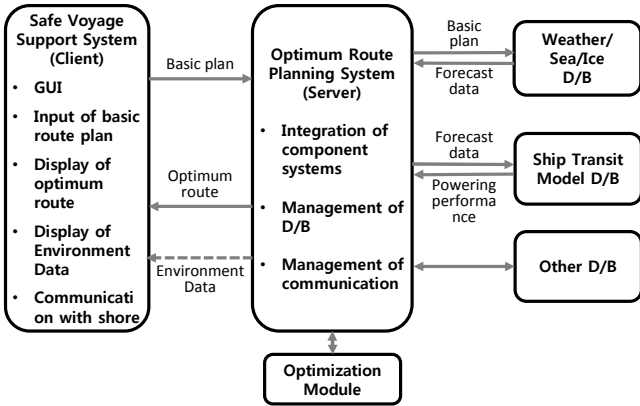 Safe Voyage
Support System
(Client)
• GUI
• Input of basic
route plan
• Display of
optimum
route
• Display of
Environment
Data
• Communicati
on with shore
Basic plan
Optimum
route
Environment
Data
Optimum Route
Planning System
(Server)
• Integration of
component
systems
• Management of
D/B
• Management of
communication
Optimization
Module
Basic
plan
Forecast
data
Forecast
data
Powering
performa
nce
Weather/
Sea/Ice
D/B
Ship Transit
Model D/B
Other D/B